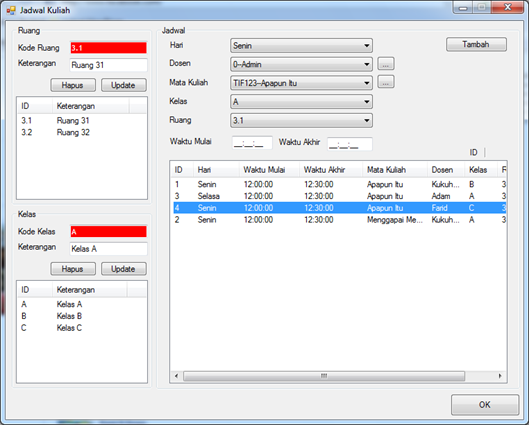 Jadwal Kuliah
Ruang
Kode Ruang 3.1
Keterangan Ruang 31
Hapus Update
ID Keterangan
3.1 Ruang 31
3.2 Ruang 32
Kelas
Kode Kelas A
Keterangan Kelas A
Hapus Update
ID Keterangan
A Kelas A
B Kelas B
C Kelas C
Jadwal
Hari Senin Tambah
Dosen 0--Admin ...
Mata Kuliah TIF123--Apapun Itu ...
Kelas A
Ruang 3.1
Waktu Mulai __:__:__ Waktu Akhir __:__:__
ID
ID Hari Waktu Mulai Waktu Akhir Mata Kuliah Dosen Kelas R
1 Senin 12:00:00 12:30:00 Apapun Itu Kukuh... B 3
3 Selasa 12:00:00 12:30:00 Apapun Itu Adam A 3
4 Senin 12:00:00 12:30:00 Apapun Itu Farid C 3
2 Senin 12:00:00 12:30:00 Menggapai Me... Kukuh... A 3
OK